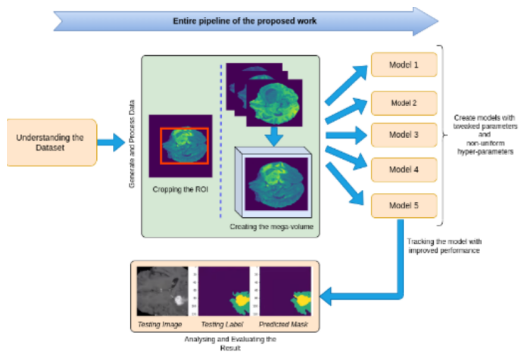 Entire pipeline of the proposed work
Understanding the
Dataset
Generate and Process Data
Cropping the ROI
Creating the mega-volume
Model 1
Model 2
Model 3
Model 4
Model 5
Create models with
tweaked parameters
and
non-uniform
hyper-parameters
Tracking the model with
improved performance
Testing Image
Testing Label
Predicted Mask
Analysing and Evaluating the
Result